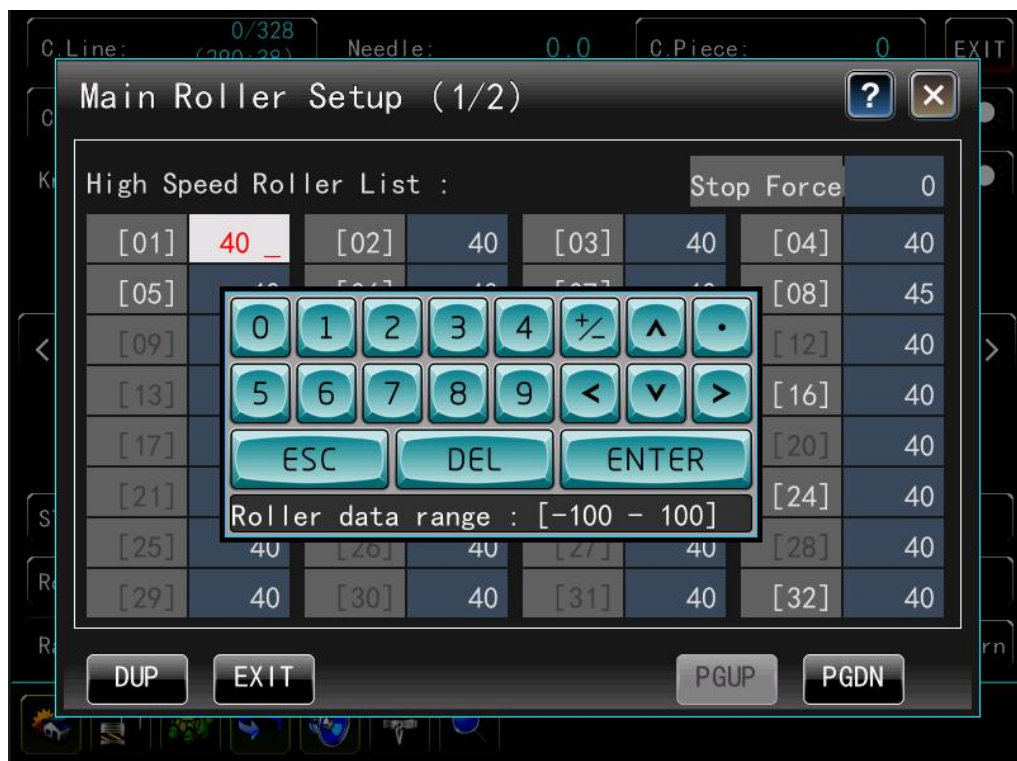 0/328
C.Line: Needle: 0.0 C.Piece: 0 EXIT
Main Roller Setup (1/2) ? ×
High Speed Roller List : Stop Force 0
[01] 40 _ [02] 40 [03] 40 [04] 40
[05] [08] 45
0 1 2 3 4 +/- ∧ •
[09] [12] 40
< >
5 6 7 8 9 < ∨ >
[13] [16] 40
ESC DEL ENTER
[17] [20] 40
[21] [24] 40
Roller data range : [-100 - 100]
[25] 40 [26] 40 [27] 40 [28] 40
[29] 40 [30] 40 [31] 40 [32] 40
DUP EXIT PGUP PGDN